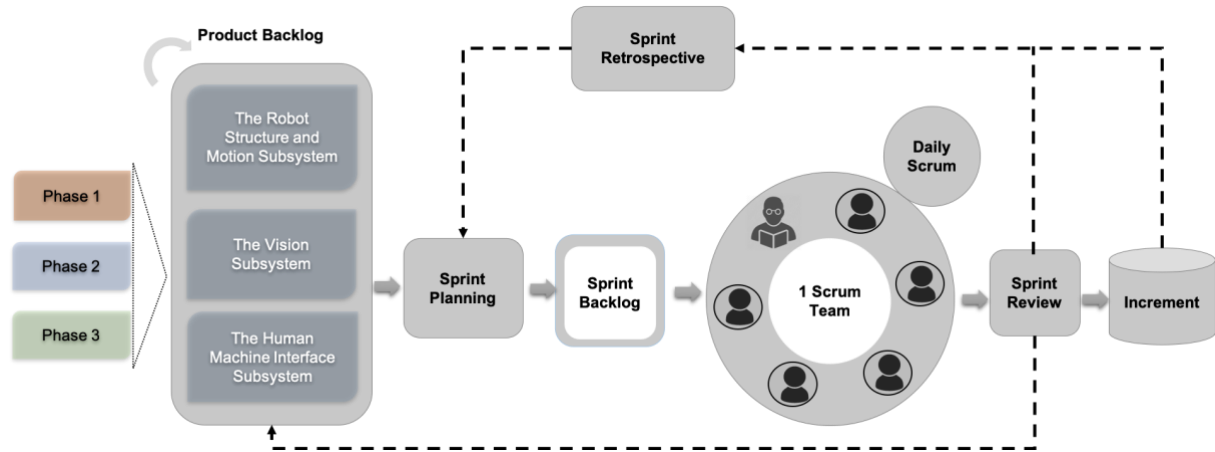 Product Backlog
The Robot
Structure and
Motion Subsystem
The Vision
Subsystem
The Human
Machine Interface
Subsystem
Phase 1
Phase 2
Phase 3
Sprint
Retrospective
Sprint
Planning
Sprint
Backlog
Daily
Scrum
1 Scrum
Team
Sprint
Review
Increment